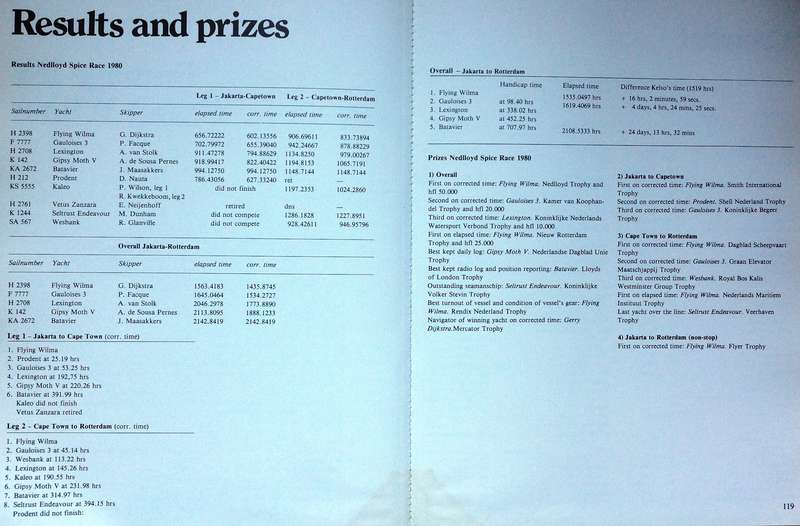 Results and prizes
Results Nedlloyd Spice Race 1980
Leg 1 – Jakarta-Capetown Leg 2 – Capetown-Rotterdam
Sailnumber Yacht Skipper elapsed time corr. time elapsed time corr. time
H 2398 Flying Wilma G. Dijkstra 656.72222 602.13556 906.69611 833.73894
F 7777 Gauloises 3 P. Facque 702.79972 655.39040 942.24667 878.88229
H 2708 Lexington A. van Stolk 911.47278 794.88629 1134.8250 979.00267
K 142 Gipsy Moth V A. de Sousa Pernes 918.99417 822.40422 1194.8153 1065.7191
KA 2672 Batavier J. Maasakkers 994.12750 994.12750 1148.7144 1148.7144
H 212 Prodent D. Nauta 786.43056 627.33240 ret —
KS 5555 Kaleo P. Wilson, leg 1 did not finish 1197.2353 1024.2860
R. Kwekkeboom, leg 2
H 2761 Vetus Zanzara E. Neijenhoff retired dns —
K 1244 Seltrust Endeavour M. Dunham did not compete 1286.1828 1227.8951
SA 567 Wesbank R. Glanville did not compete 928.42611 946.95796
Overall Jakarta-Rotterdam
Sailnumber Yacht Skipper elapsed time corr. time
H 2398 Flying Wilma G. Dijkstra 1563.4183 1435.8745
F 7777 Gauloises 3 P. Facque 1645.0464 1534.2727
H 2708 Lexington A. van Stolk 2046.2978 1773.8890
K 142 Gipsy Moth V A. de Sousa Pernes 2113.8095 1888.1233
KA 2672 Batavier J. Maasakkers 2142.8419 2142.8419
Leg 1 – Jakarta to Cape Town (corr. time)
1. Flying Wilma
2. Prodent at 25.19 hrs
3. Gauloises 3 at 53.25 hrs
4. Lexington at 192,75 hrs
5. Gipsy Moth V at 220.26 hrs
6. Batavier at 391.99 hrs
Kaleo did not finish
Vetus Zanzara retired
Leg 2 – Cape Town to Rotterdam (corr. time)
1. Flying Wilma
2. Gauloises 3 at 45.14 hrs
3. Wesbank at 113.22 hrs
4. Lexington at 145.26 hrs
5. Kaleo at 190.55 hrs
6. Gipsy Moth V at 231.98 hrs
7. Batavier at 314.97 hrs
8. Seltrust Endeavour at 394.15 hrs
Prodent did not finish:
Overall – Jakarta to Rotterdam
Handicap time Elapsed time Difference Kelso's time (1519 hrs)
1. Flying Wilma 1535.0497 hrs + 16 hrs, 2 minutes, 59 secs.
2. Gauloises 3 at 98.40 hrs 1619.4069 hrs + 4 days, 4 hrs, 24 mins, 25 secs.
3. Lexington at 338.02 hrs
4. Gipsy Moth V at 452.25 hrs
5. Batavier at 707.97 hrs 2108.5333 hrs + 24 days, 13 hrs, 32 mins
Prizes Nedlloyd Spice Race 1980
1) Overall
First on corrected time: Flying Wilma. Nedlloyd Trophy and
hfl 50.000
Second on corrected time: Gauloises 3. Kamer van Koophan-
del Trophy and hfl 20.000
Third on corrected time: Lexington. Koninklijke Nederlands
Watersport Verbond Trophy and hfl 10.000
First on elapsed time: Flying Wilma. Nieuw Rotterdam
Trophy and hfl 25.000
Best kept daily log: Gipsy Moth V. Nederlandse Dagblad Unie
Trophy
Best kept radio log and position reporting: Batavier. Lloyds
of London Trophy
Outstanding seamanschip: Seltrust Endeavour. Koninklijke
Volker Stevin Trophy
Best turnout of vessel and condition of vessel's gear: Flying
Wilma. Rendix Nederland Trophy
Navigator of winning yacht on corrected time: Gerry
Dijkstra.Mercator Trophy
2) Jakarta to Capetown
First on corrected time: Flying Wilma. Smith International
Trophy
Second on corrected time: Prodent. Shell Nederland Trophy
Third on corrected time: Gauloises 3. Koninklijke Begeer
Trophy
3) Cape Town to Rotterdam
First on corrected time: Flying Wilma. Dagblad Scheepvaart
Trophy
Second on corrected time: Gauloises 3. Graan Elevator
Maatschappij Trophy
Third on corrected time: Wesbank. Royal Bos Kalis
Westminster Group Trophy
First on elapsed time: Flying Wilma. Nederlands Maritiem
Instituut Trophy
Last yacht over the line: Seltrust Endeavour. Veerhaven
Trophy
4) Jakarta to Rotterdam (non-stop)
First on corrected time: Flying Wilma. Flyer Trophy
119